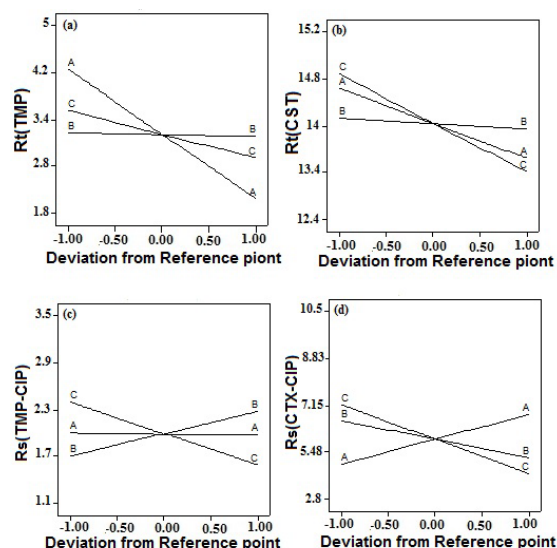 (a)
Rt(TMP)
5
4.2
3.4
2.8
1.8
A
C
B
B
C
A
-1.00 -0.50 0.00 0.50 1.00
Deviation from Reference piont
(b)
Rt(CST)
15.2
14.8
14
13.4
12.4
C
A
B
B
A
C
-1.00 -0.50 0.00 0.50 1.00
Deviation from Reference piont
(c)
Rs(TMP-CIP)
3.5
2.9
2.3
1.7
1.1
C
A
B
B
A
C
-1.00 -0.50 0.00 0.50 1.00
Deviation from Reference point
(d)
Rs(CTX-CIP)
10.5
8.83
7.15
5.48
2.8
C
B
A
A
B
C
-1.00 -0.50 0.00 0.50 1.00
Deviation from Reference point